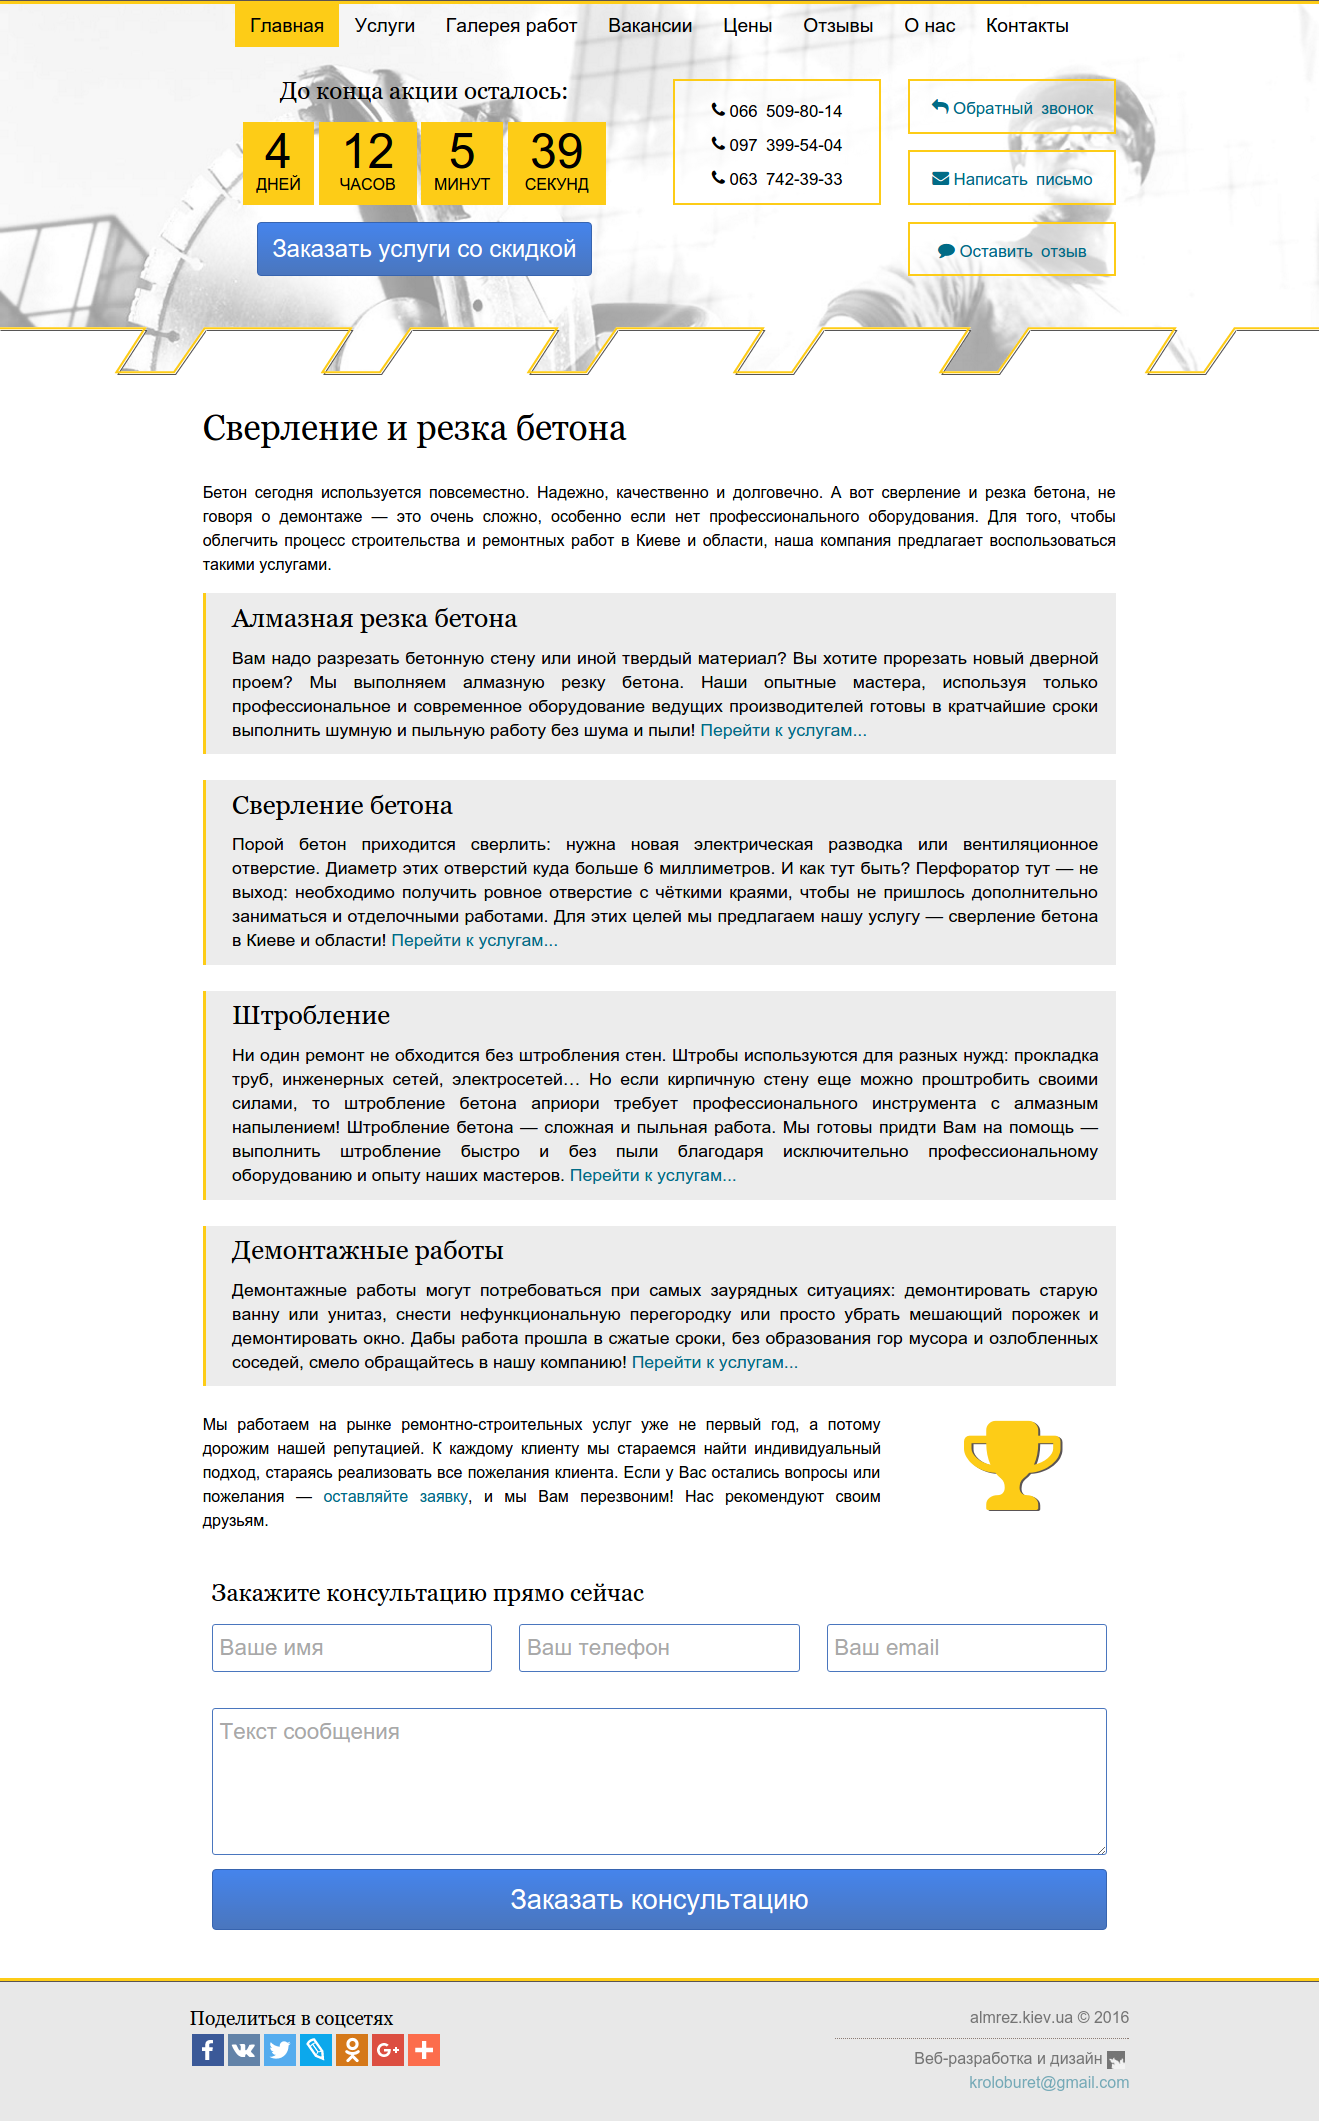 Главная Услуги Галерея работ Вакансии Цены Отзывы О нас Контакты
До конца акции осталось:
4 12 5 39
ДНЕЙ ЧАСОВ МИНУТ СЕКУНД
Заказать услуги со скидкой
066 509-80-14
097 399-54-04
063 742-39-33
Обратный звонок
Написать письмо
Оставить отзыв
Сверление и резка бетона
Бетон сегодня используется повсеместно. Надежно, качественно и долговечно. А вот сверление и резка бетона, не
говоря о демонтаже — это очень сложно, особенно если нет профессионального оборудования. Для того, чтобы
облегчить процесс строительства и ремонтных работ в Киеве и области, наша компания предлагает воспользоваться
такими услугами.
Алмазная резка бетона
Вам надо разрезать бетонную стену или иной твердый материал? Вы хотите прорезать новый дверной
проем? Мы выполняем алмазную резку бетона. Наши опытные мастера, используя только
профессиональное и современное оборудование ведущих производителей готовы в кратчайшие сроки
выполнить шумную и пыльную работу без шума и пыли! Перейти к услугам...
Сверление бетона
Порой бетон приходится сверлить: нужна новая электрическая разводка или вентиляционное
отверстие. Диаметр этих отверстий куда больше 6 миллиметров. И как тут быть? Перфоратор тут — не
выход: необходимо получить ровное отверстие с чёткими краями, чтобы не пришлось дополнительно
заниматься и отделочными работами. Для этих целей мы предлагаем нашу услугу — сверление бетона
в Киеве и области! Перейти к услугам...
Штробление
Ни один ремонт не обходится без штробления стен. Штробы используются для разных нужд: прокладка
труб, инженерных сетей, электросетей… Но если кирпичную стену еще можно проштробить своими
силами, то штробление бетона априори требует профессионального инструмента с алмазным
напылением! Штробление бетона — сложная и пыльная работа. Мы готовы придти Вам на помощь —
выполнить штробление быстро и без пыли благодаря исключительно профессиональному
оборудованию и опыту наших мастеров. Перейти к услугам...
Демонтажные работы
Демонтажные работы могут потребоваться при самых заурядных ситуациях: демонтировать старую
ванну или унитаз, снести нефункциональную перегородку или просто убрать мешающий порожек и
демонтировать окно. Дабы работа прошла в сжатые сроки, без образования гор мусора и озлобленных
соседей, смело обращайтесь в нашу компанию! Перейти к услугам...
Мы работаем на рынке ремонтно-строительных услуг уже не первый год, а потому
дорожим нашей репутацией. К каждому клиенту мы стараемся найти индивидуальный
подход, стараясь реализовать все пожелания клиента. Если у Вас остались вопросы или
пожелания — оставляйте заявку, и мы Вам перезвоним! Нас рекомендуют своим
друзьям.
Закажите консультацию прямо сейчас
Ваше имя Ваш телефон Ваш email
Текст сообщения
Заказать консультацию
Поделиться в соцсетях
almrez.kiev.ua © 2016
Веб-разработка и дизайн
kroloburet@gmail.com